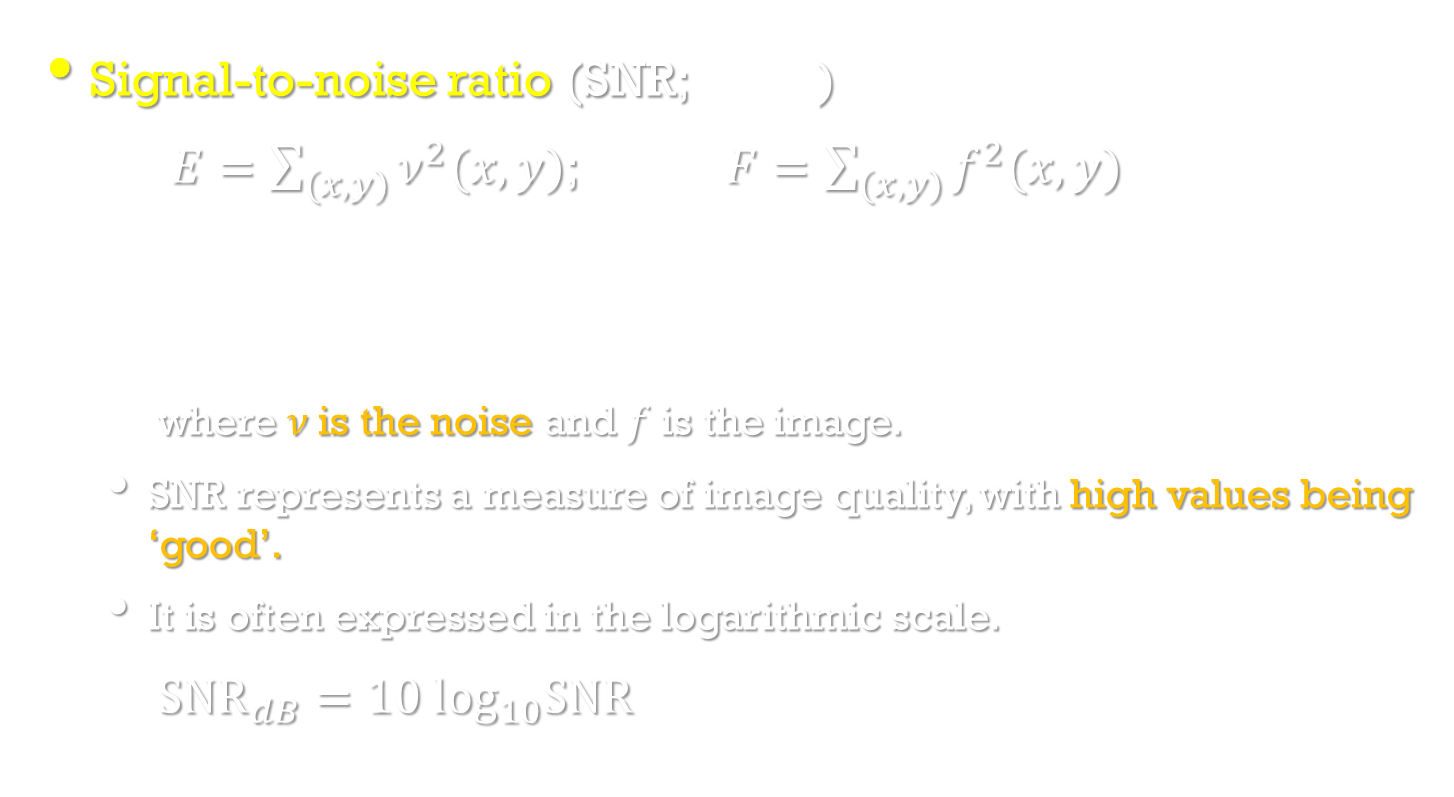 • Signal-to-noise ratio (SNR; )
E = ∑(x,y) ν²(x, y); F = ∑(x,y) f²(x, y)
where ν is the noise and f is the image.
• SNR represents a measure of image quality, with high values being
‘good’.
• It is often expressed in the logarithmic scale.
SNR_dB = 10 log₁₀SNR